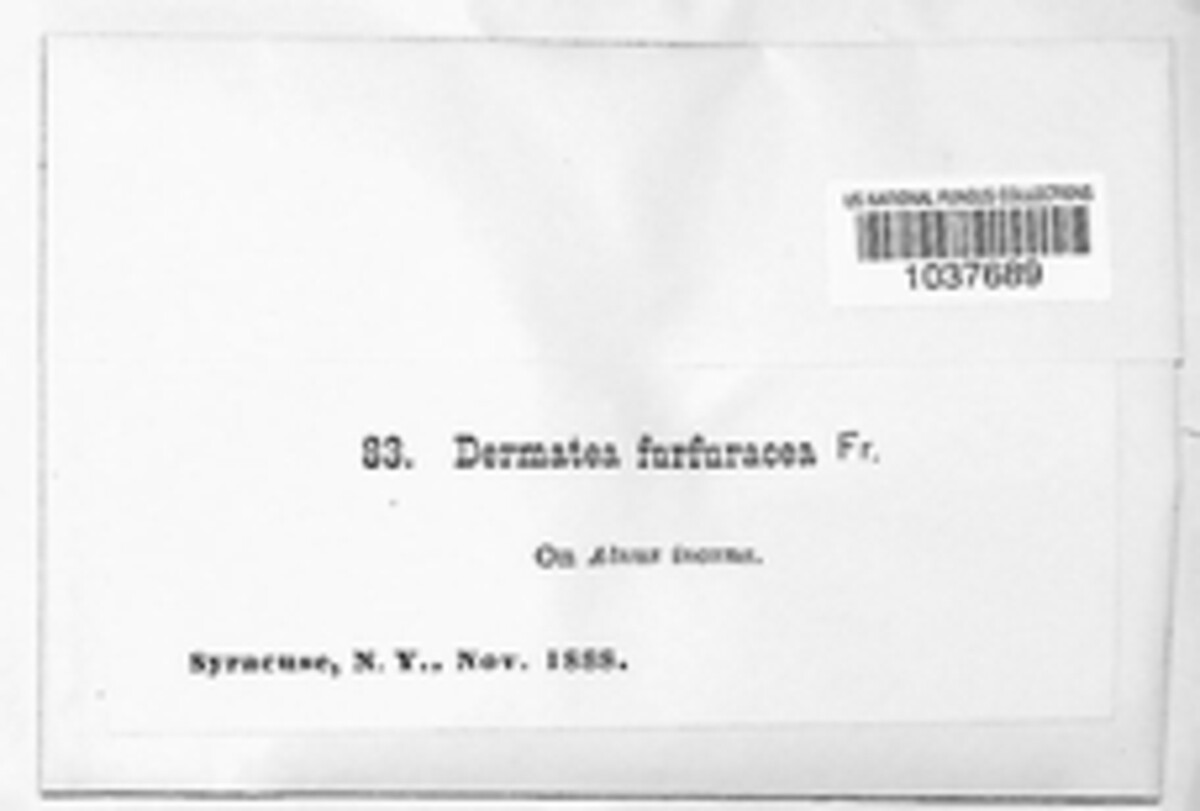 US NATIONAL FUNGUS COLLECTIONS
1037689
83. Dermatea furfuracea Fr.
On Alnus incana.
Syracuse, N. Y., Nov. 1888.